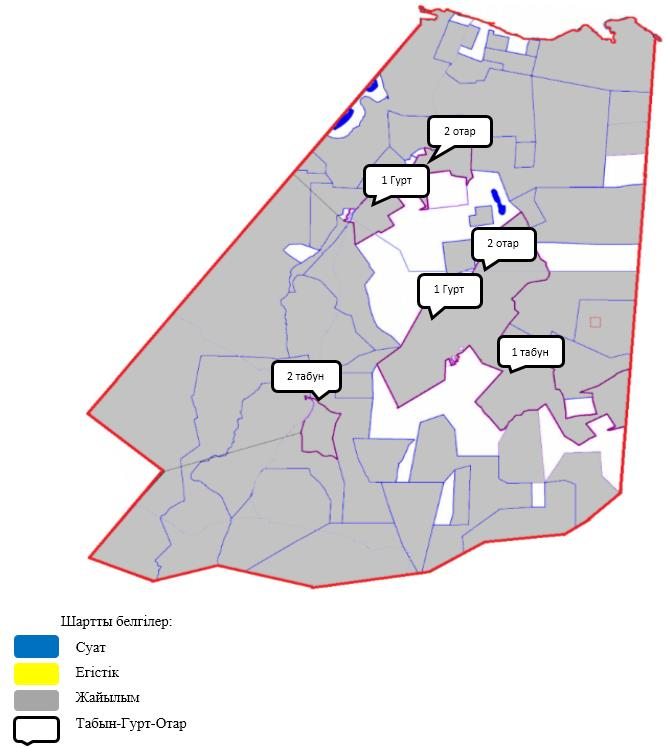 2 отар
1 Гурт
2 отар
1 Гурт
1 табун
2 табун
Шартты белгілер:
Суат
Егістік
Жайылым
Табын-Гурт-Отар